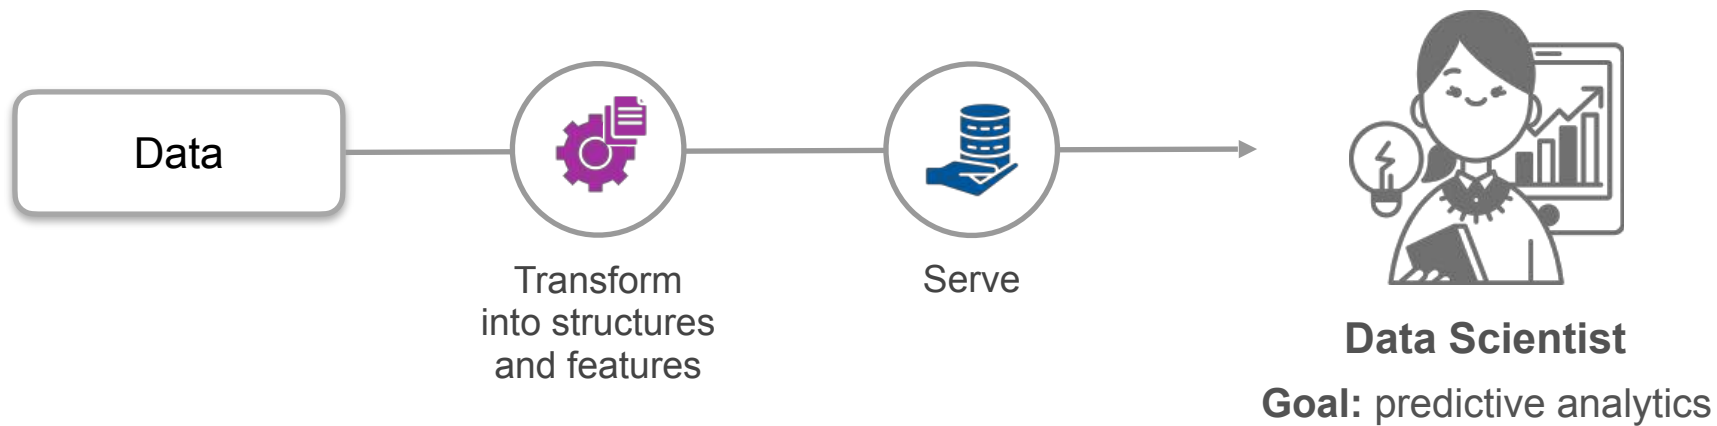 Data
Transform
into structures
and features
Serve
Data Scientist
Goal: predictive analytics